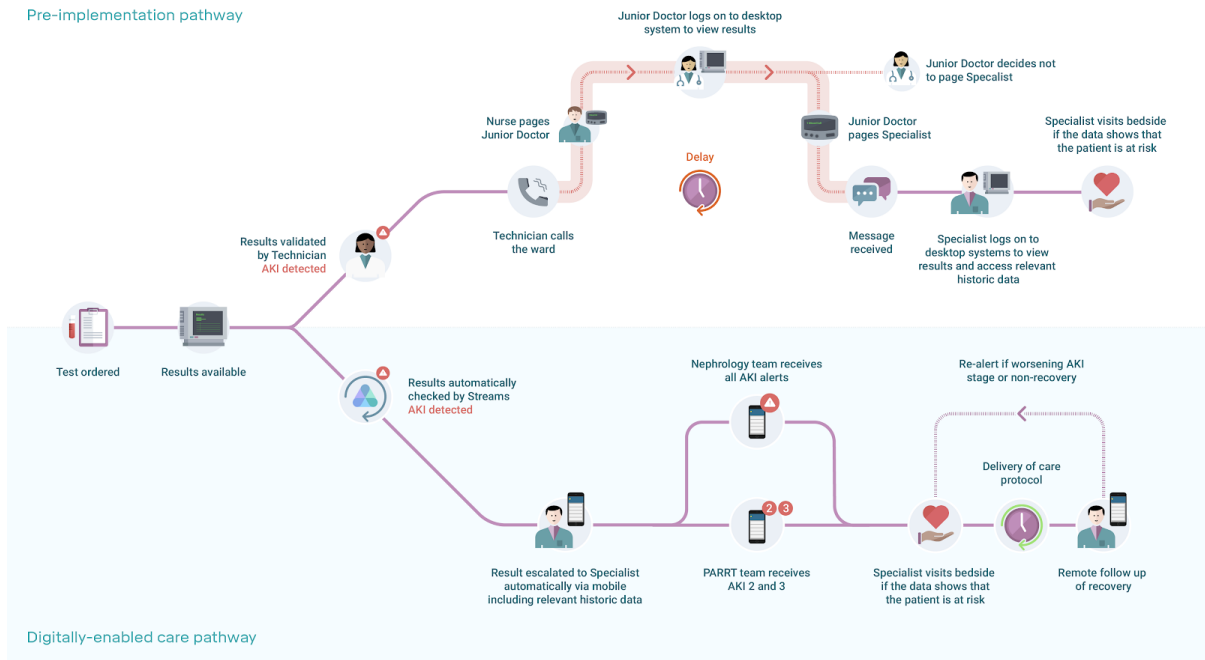 Pre-implementation pathway
Junior Doctor logs on to desktop
system to view results
Junior Doctor decides not
to page Specalist
Nurse pages
Junior Doctor
Junior Doctor
pages Specialist
Specialist visits bedside
if the data shows that
the patient is at risk
Delay
Results validated
by Technician
AKI detected
Technician calls
the ward
Message
received
Specialist logs on to
desktop systems to view
results and access relevant
historic data
Test ordered
Results available
Results automatically
checked by Streams
AKI detected
Nephrology team receives
all AKI alerts
Re-alert if worsening AKI
stage or non-recovery
Delivery of care
protocol
2 3
Result escalated to Specialist
automatically via mobile
including relevant historic data
PARRT team receives
AKI 2 and 3
Specialist visits bedside
if the data shows that
the patient is at risk
Remote follow up
of recovery
Digitally-enabled care pathway